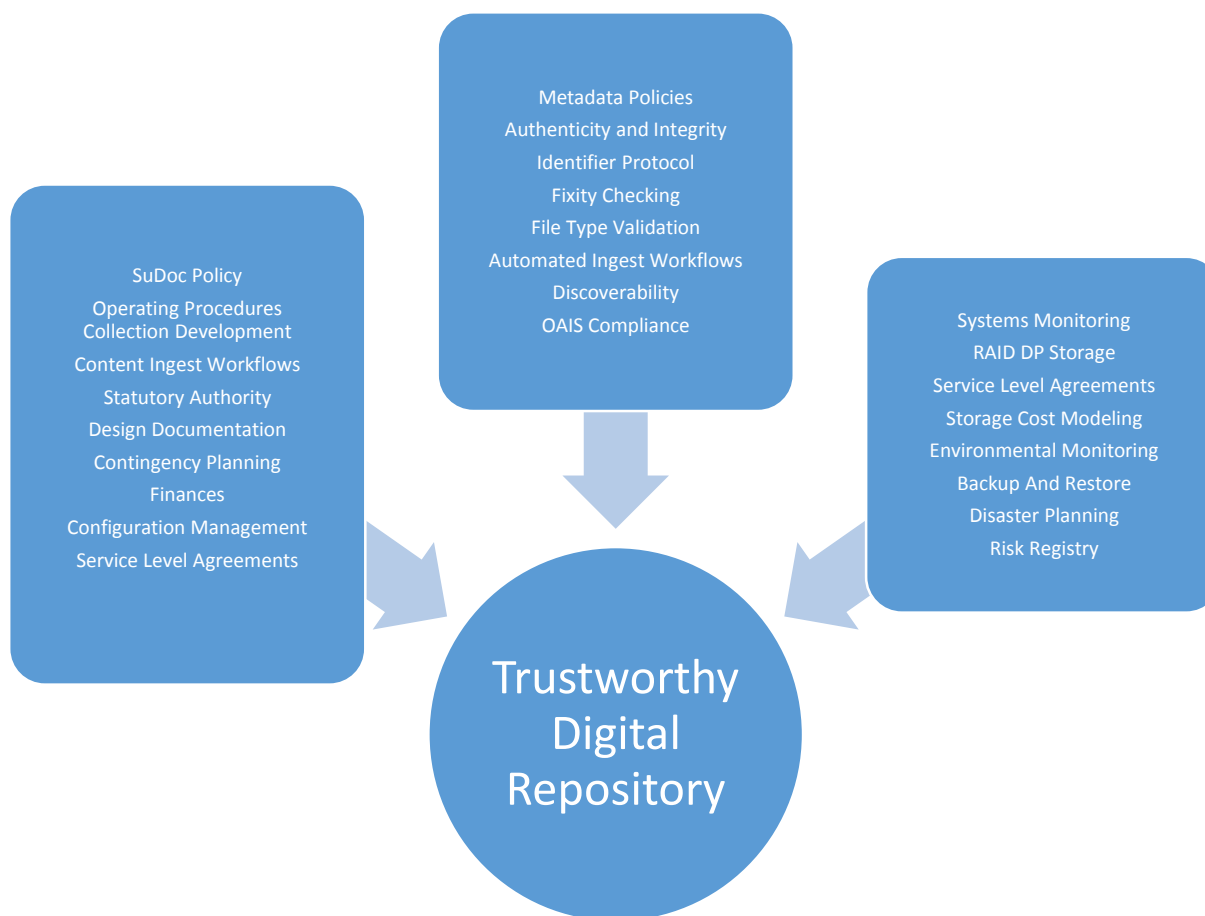 SuDoc Policy
Operating Procedures
Collection Development
Content Ingest Workflows
Statutory Authority
Design Documentation
Contingency Planning
Finances
Configuration Management
Service Level Agreements
Metadata Policies
Authenticity and Integrity
Identifier Protocol
Fixity Checking
File Type Validation
Automated Ingest Workflows
Discoverability
OAIS Compliance
Systems Monitoring
RAID DP Storage
Service Level Agreements
Storage Cost Modeling
Environmental Monitoring
Backup And Restore
Disaster Planning
Risk Registry
Trustworthy
Digital
Repository